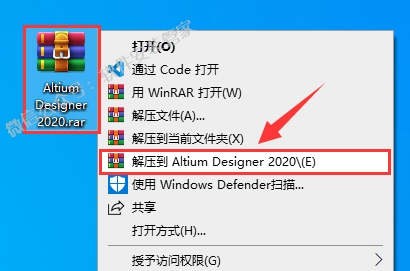 Altium
Designer
2020.rar
打开(O)
通过 Code 打开
用 WinRAR 打开(W)
解压文件(A)...
解压到当前文件夹(X)
解压到 Altium Designer 2020\(E)
使用 Windows Defender扫描...
共享
打开方式(H)...
授予访问权限(G)